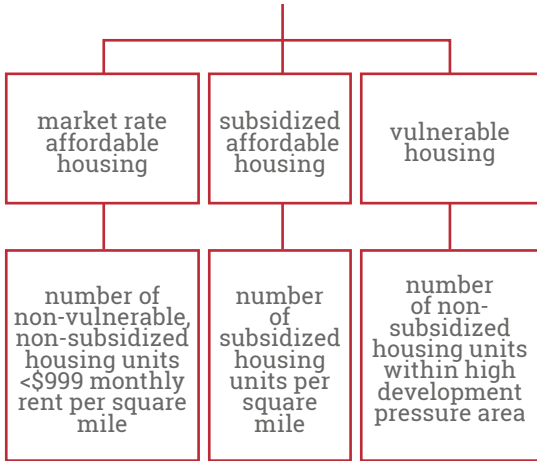 market rate
affordable
housing
subsidized
affordable
housing
vulnerable
housing
number of
non-vulnerable,
non-subsidized
housing units
<$999 monthly
rent per square
mile
number
of
subsidized
housing
units per
square
mile
number
of non-
subsidized
housing units
within high
development
pressure area